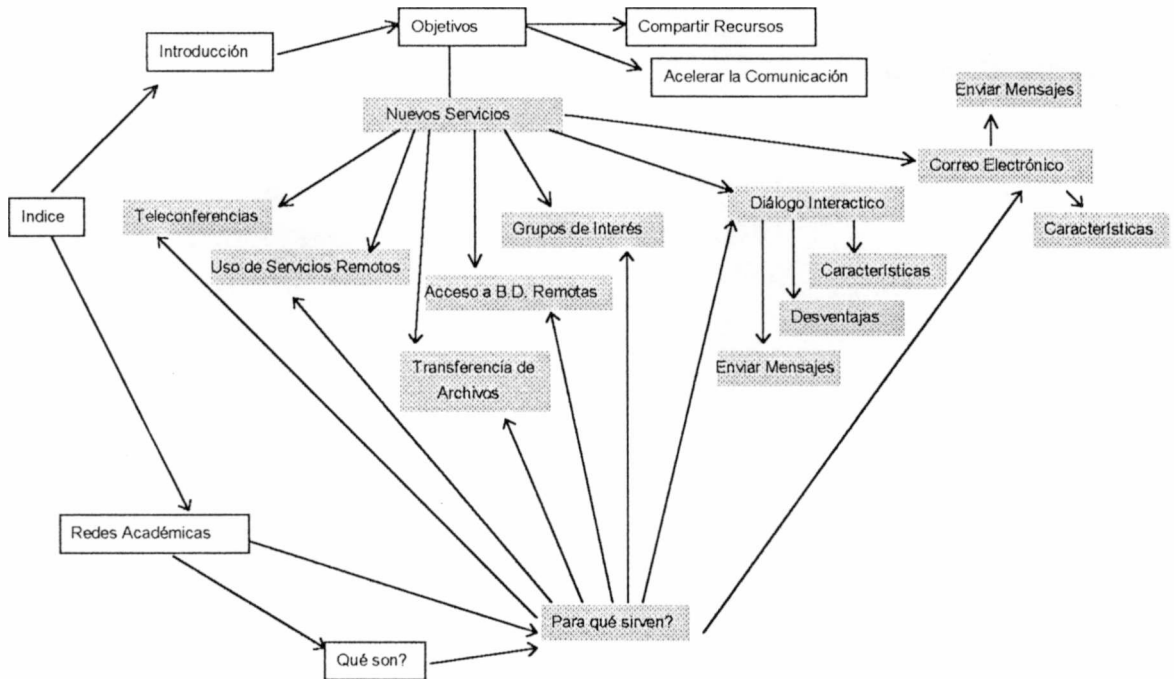 Objetivos
Compartir Recursos
Introducción
Acelerar la Comunicación
Enviar Mensajes
Nuevos Servicios
Correo Electrónico
Indice
Teleconferencias
Diálogo Interactico
Grupos de Interés
Características
Uso de Servicios Remotos
Características
Acceso a B.D. Remotas
Desventajas
Transferencía de
Archivos
Enviar Mensajes
Redes Académicas
Para qué sirven?
Qué son?